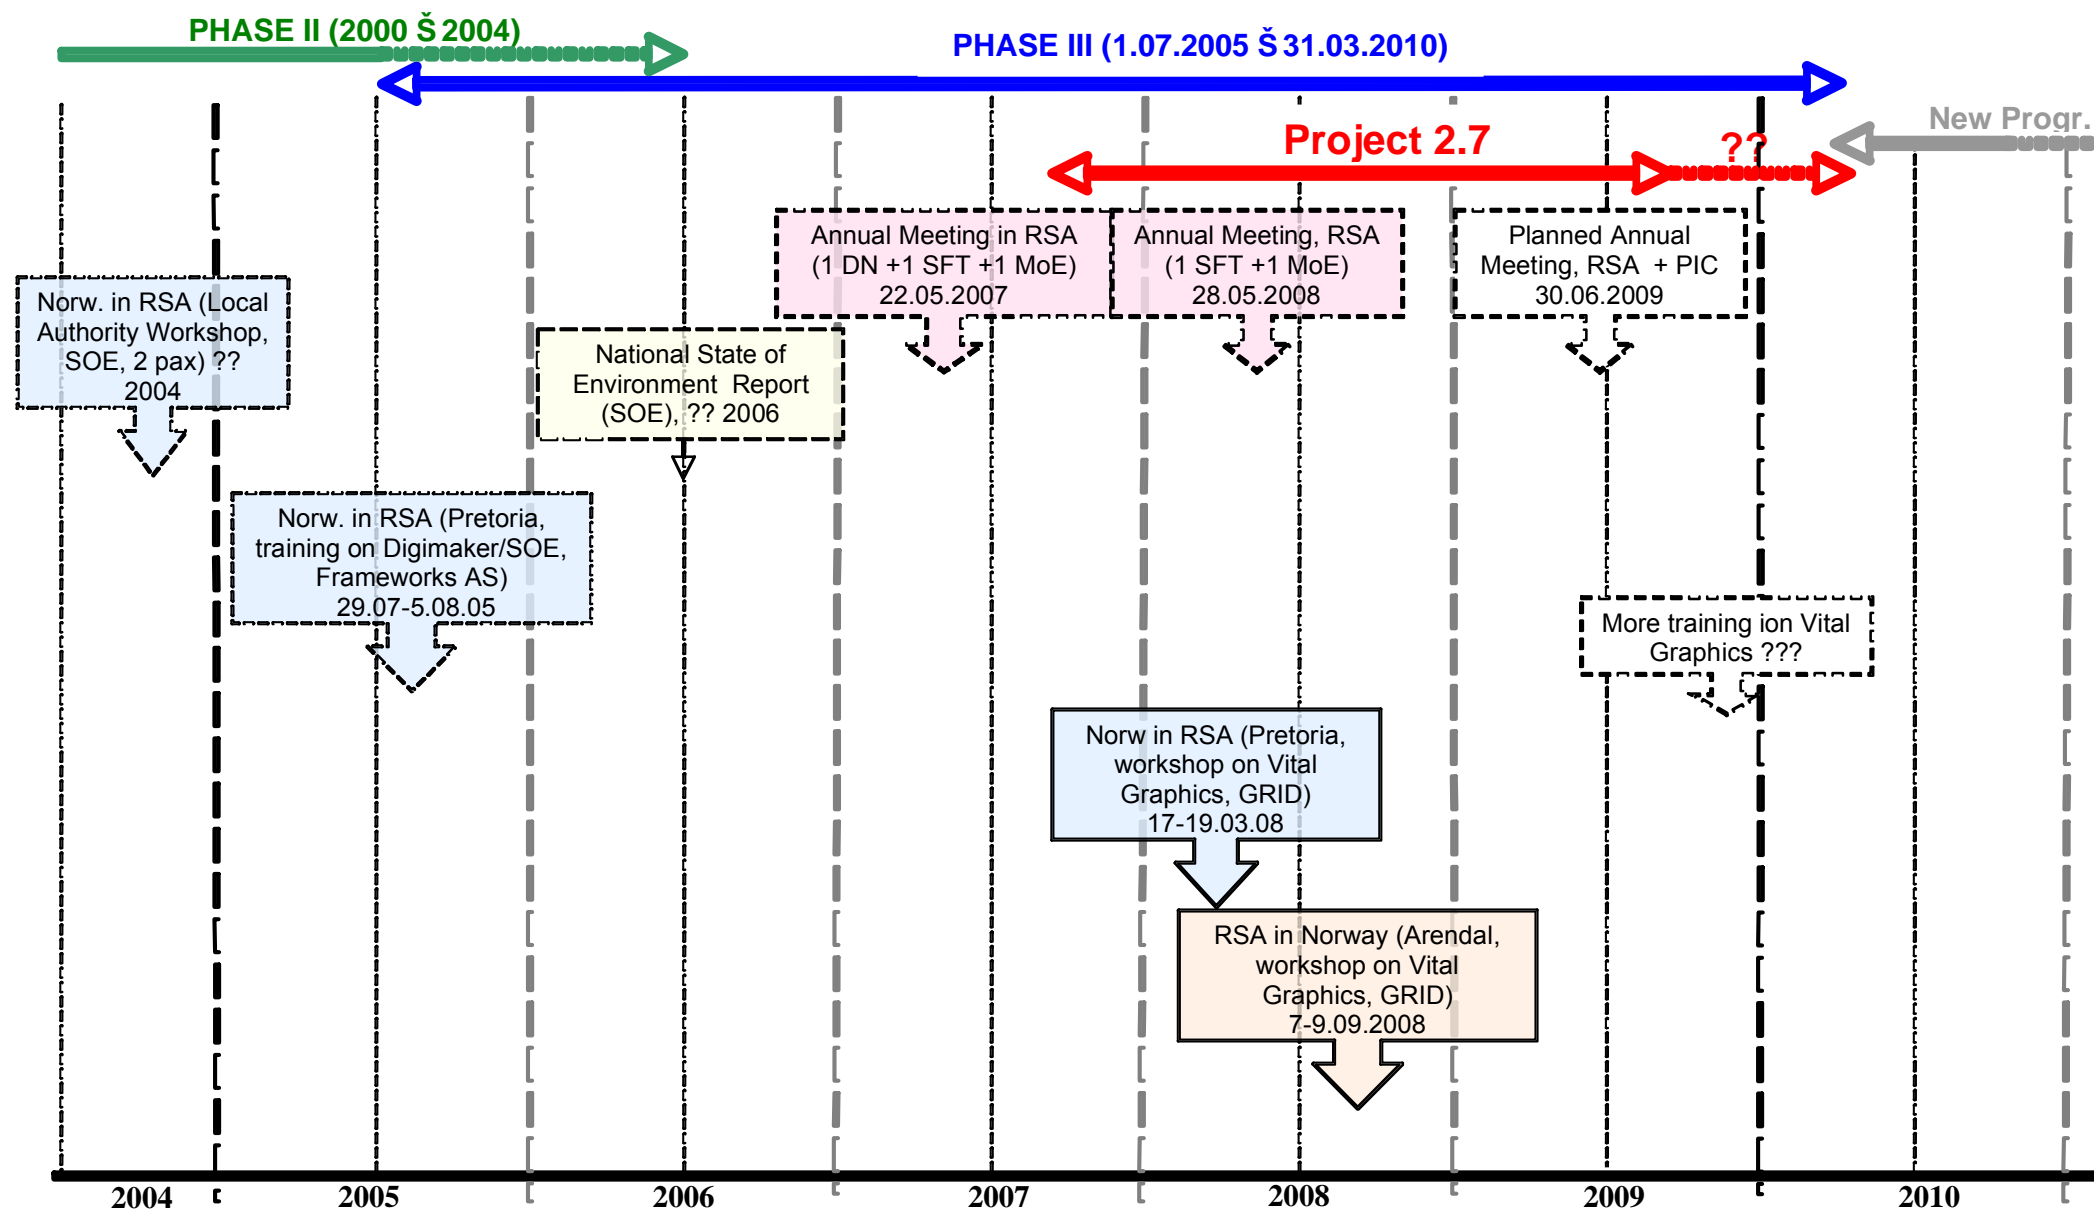 PHASE II (2000 Š 2004)
PHASE III (1.07.2005 Š 31.03.2010)
New Progr.
Project 2.7
??
Annual Meeting in RSA
(1 DN +1 SFT +1 MoE)
22.05.2007
Annual Meeting, RSA
(1 SFT +1 MoE)
28.05.2008
Planned Annual
Meeting, RSA + PIC
30.06.2009
Norw. in RSA (Local
Authority Workshop,
SOE, 2 pax) ??
2004
National State of
Environment Report
(SOE), ?? 2006
Norw. in RSA (Pretoria,
training on Digimaker/SOE,
Frameworks AS)
29.07-5.08.05
More training ion Vital
Graphics ???
Norw in RSA (Pretoria,
workshop on Vital
Graphics, GRID)
17-19.03.08
RSA in Norway (Arendal,
workshop on Vital
Graphics, GRID)
7-9.09.2008
2004
2005
2006
2007
2008
2009
2010